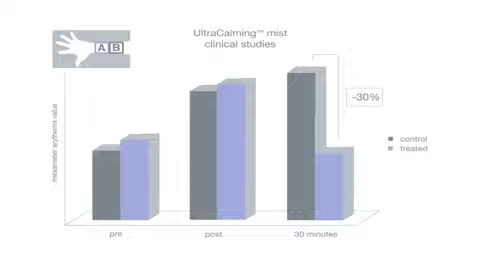 UltraCalming™ mist
clinical studies
A B
-30%
mexameter erythema value
control
treated
pre
post
30 minutes